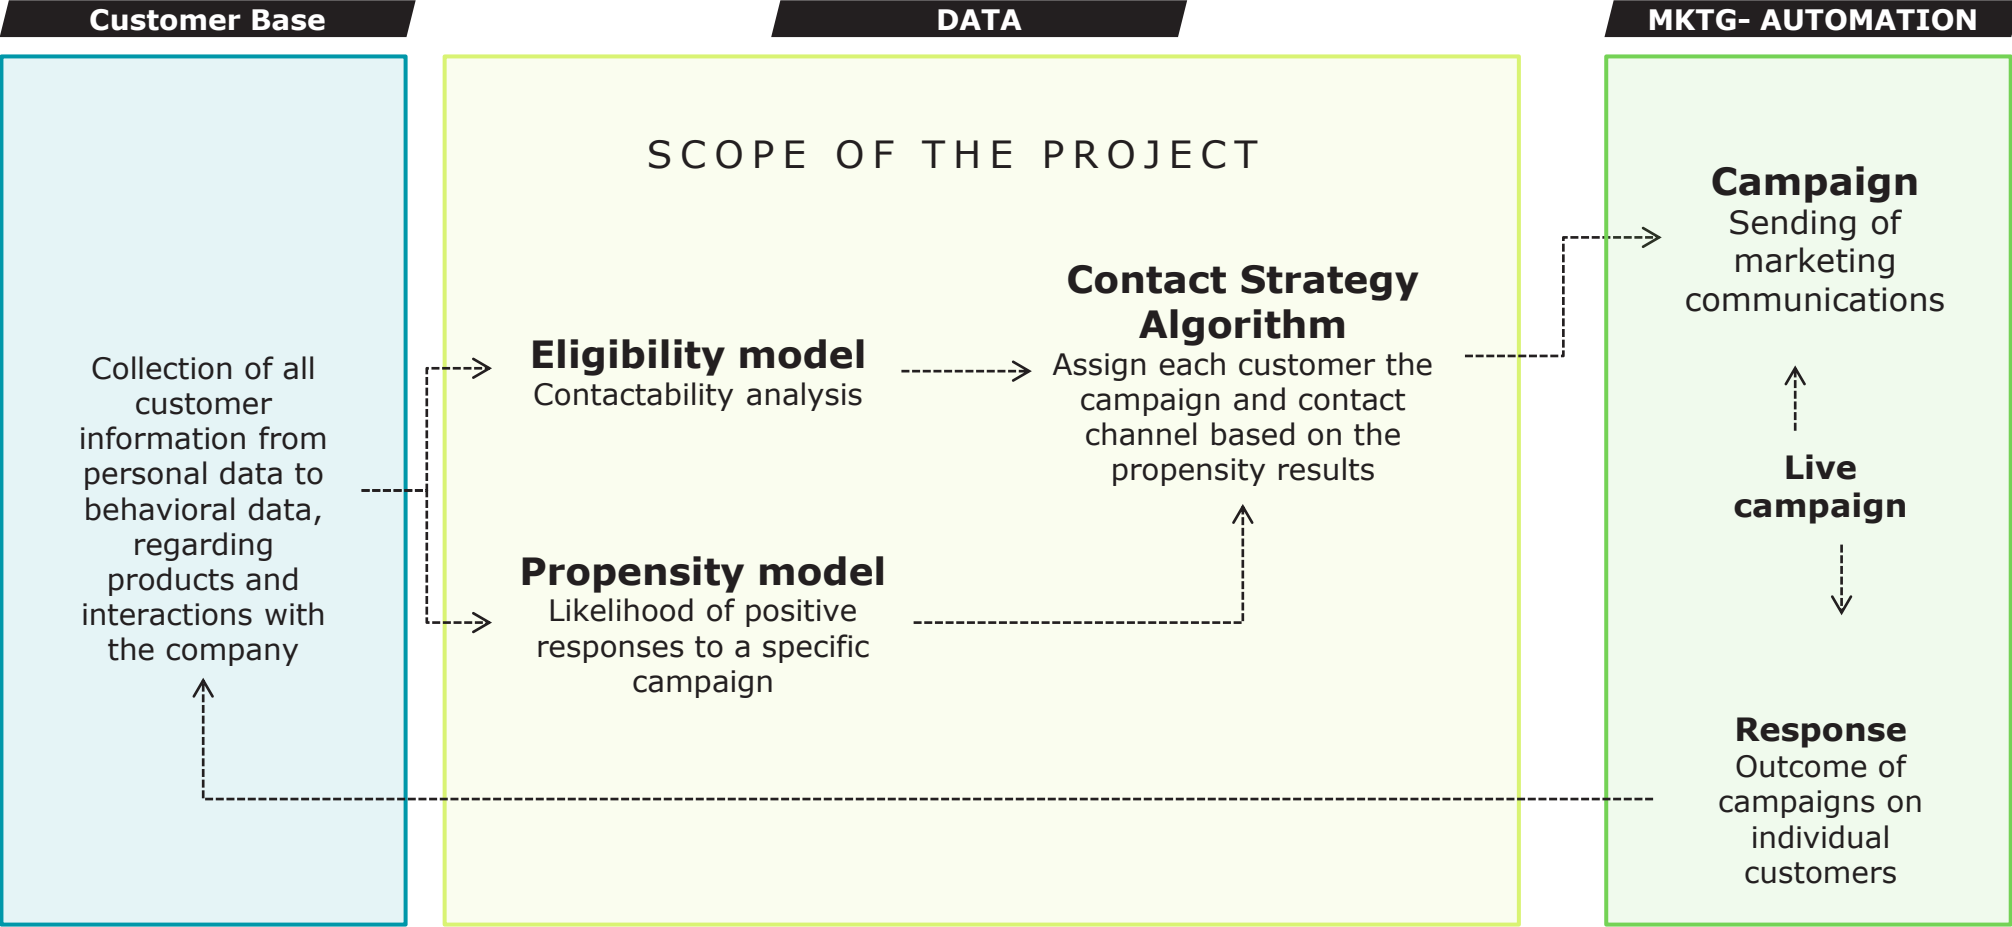 Customer Base
DATA
MKTG- AUTOMATION
Collection of all
customer
information from
personal data to
behavioral data,
regarding
products and
interactions with
the company
SCOPE OF THE PROJECT
Eligibility model
Contactability analysis
Propensity model
Likelihood of positive
responses to a specific
campaign
Contact Strategy
Algorithm
Assign each customer the
campaign and contact
channel based on the
propensity results
Campaign
Sending of
marketing
communications
Live
campaign
Response
Outcome of
campaigns on
individual
customers